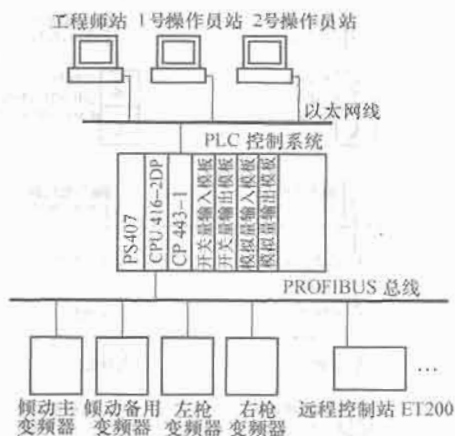 工程师站 1号操作员站 2号操作员站
以太网线
PLC 控制系统
PS407
CPU 416-2DP
CP 443-1
开关量输入模板
开关量输出模板
模拟量输入模板
模拟量输出模板
PROFIBUS 总线
倾动主
变频器
倾动备用
变频器
左枪
变频器
右枪
变频器
远程控制站 ET200
…